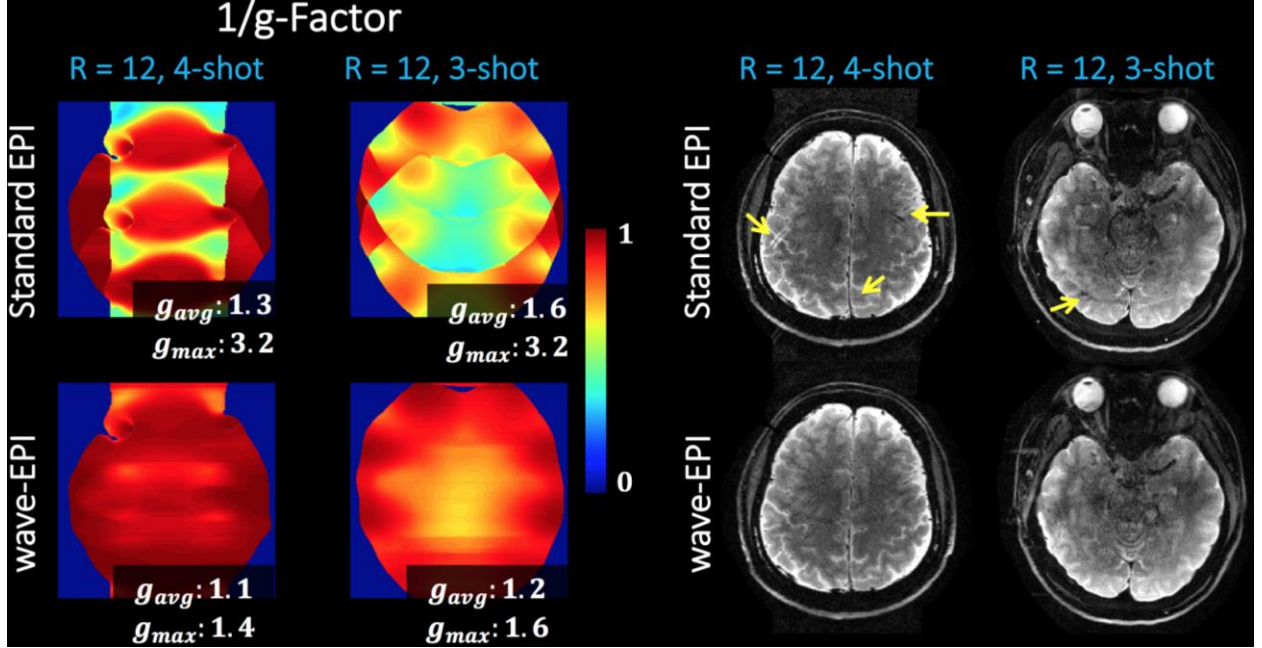 1/g-Factor
R = 12, 4-shot
R = 12, 3-shot
R = 12, 4-shot
R = 12, 3-shot
Standard EPI
g_avg: 1.3
g_max: 3.2
g_avg: 1.6
g_max: 3.2
1
0
Standard EPI
wave-EPI
g_avg: 1.1
g_max: 1.4
g_avg: 1.2
g_max: 1.6
wave-EPI